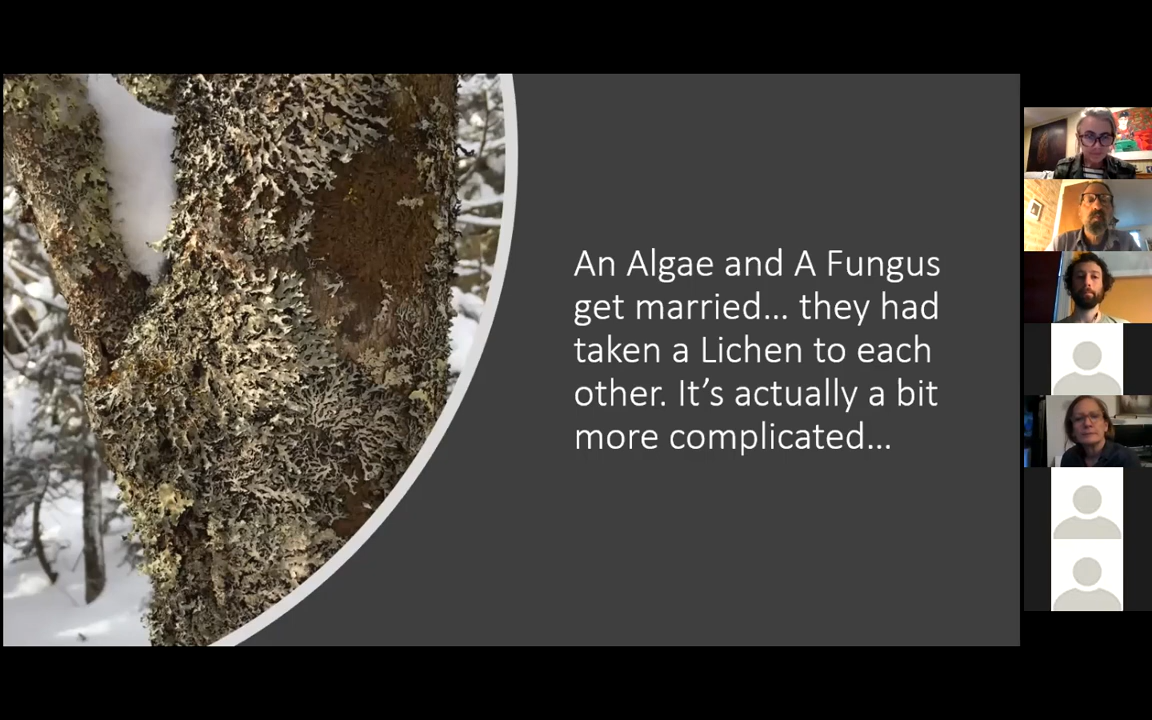 An Algae and A Fungus
get married... they had
taken a Lichen to each
other. It’s actually a bit
more complicated...